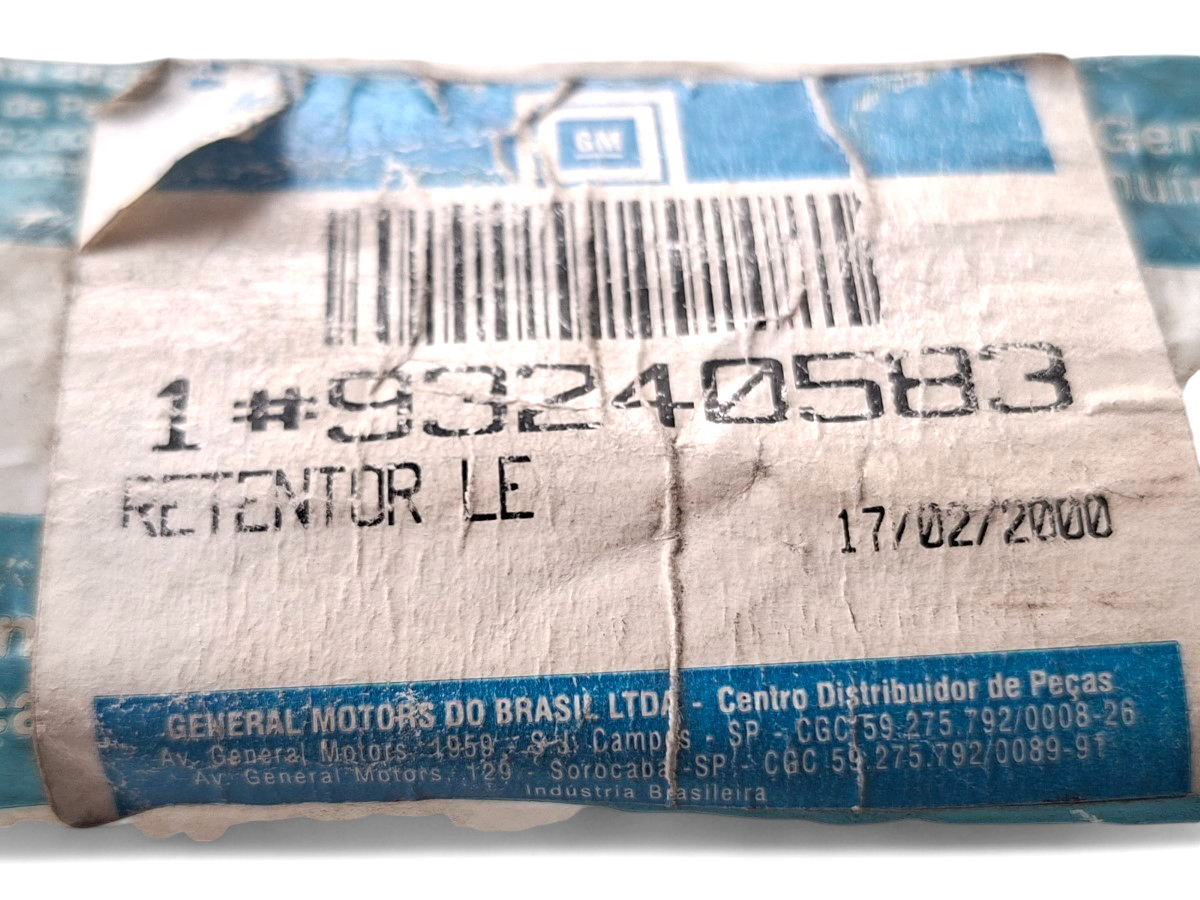 GM
1 #93240583
RETENTOR LE
17/02/2000
GENERAL MOTORS DO BRASIL LTDA - Centro Distribuidor de Peças
Av. General Motors, 1959 - S.J. Campos - SP - CGC 59.275.792/0008-26
Av. General Motors, 129 - Sorocaba - SP - CGC 59.275.792/0089-91
Indústria Brasileira